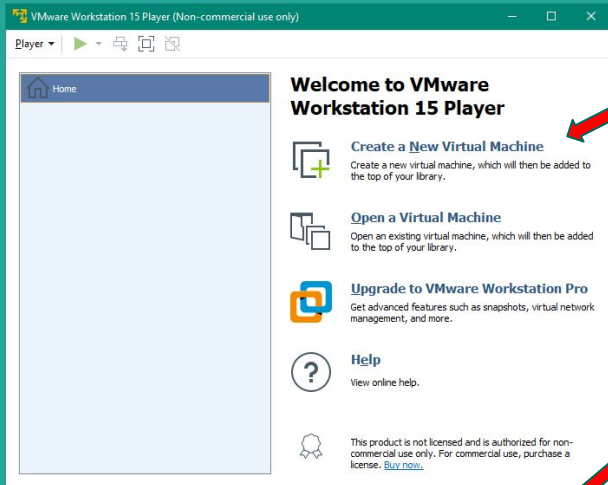 VMware Workstation 15 Player (Non-commercial use only)
Player
Home
Welcome to VMware
Workstation 15 Player
Create a New Virtual Machine
Create a new virtual machine, which will then be added to
the top of your library.
Open a Virtual Machine
Open an existing virtual machine, which will then be added
to the top of your library.
Upgrade to VMware Workstation Pro
Get advanced features such as snapshots, virtual network
management, and more.
Help
View online help.
This product is not licensed and is authorized for non-
commercial use only. For commercial use, purchase a
license. Buy now.